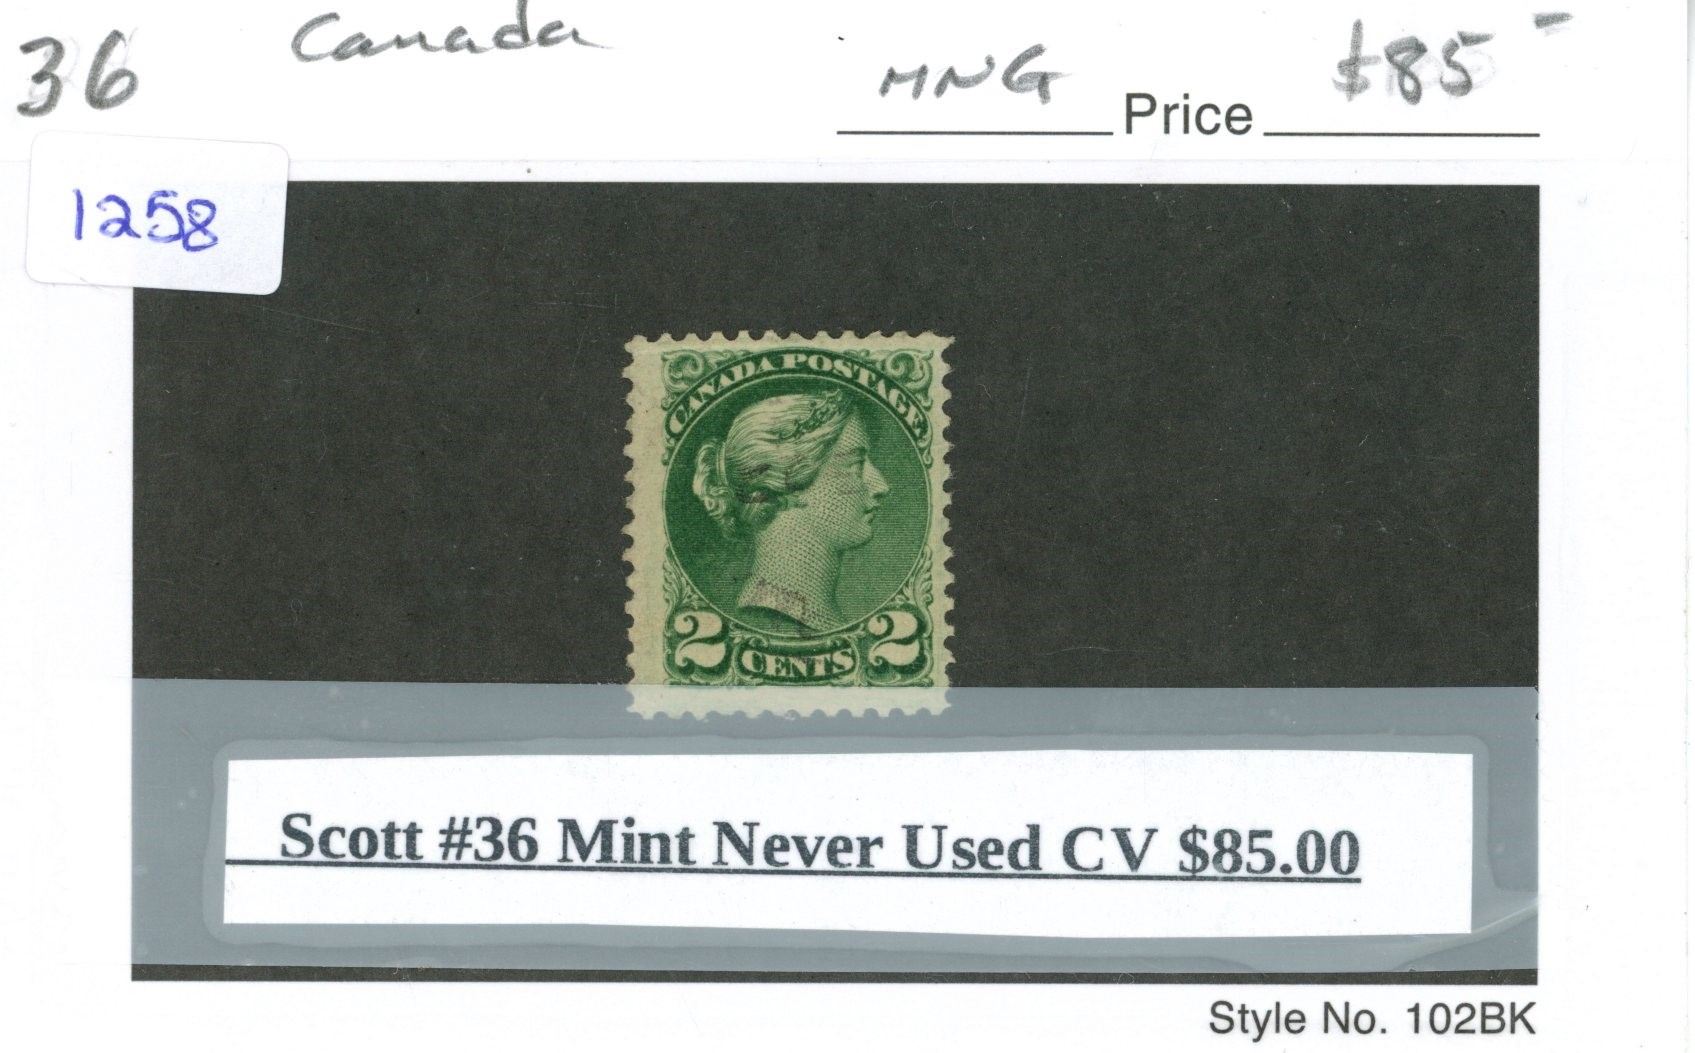 36 Canada
MNG Price $85-
1258
CANADA POSTAGE
2 CENTS 2
Scott #36 Mint Never Used CV $85.00
Style No. 102BK